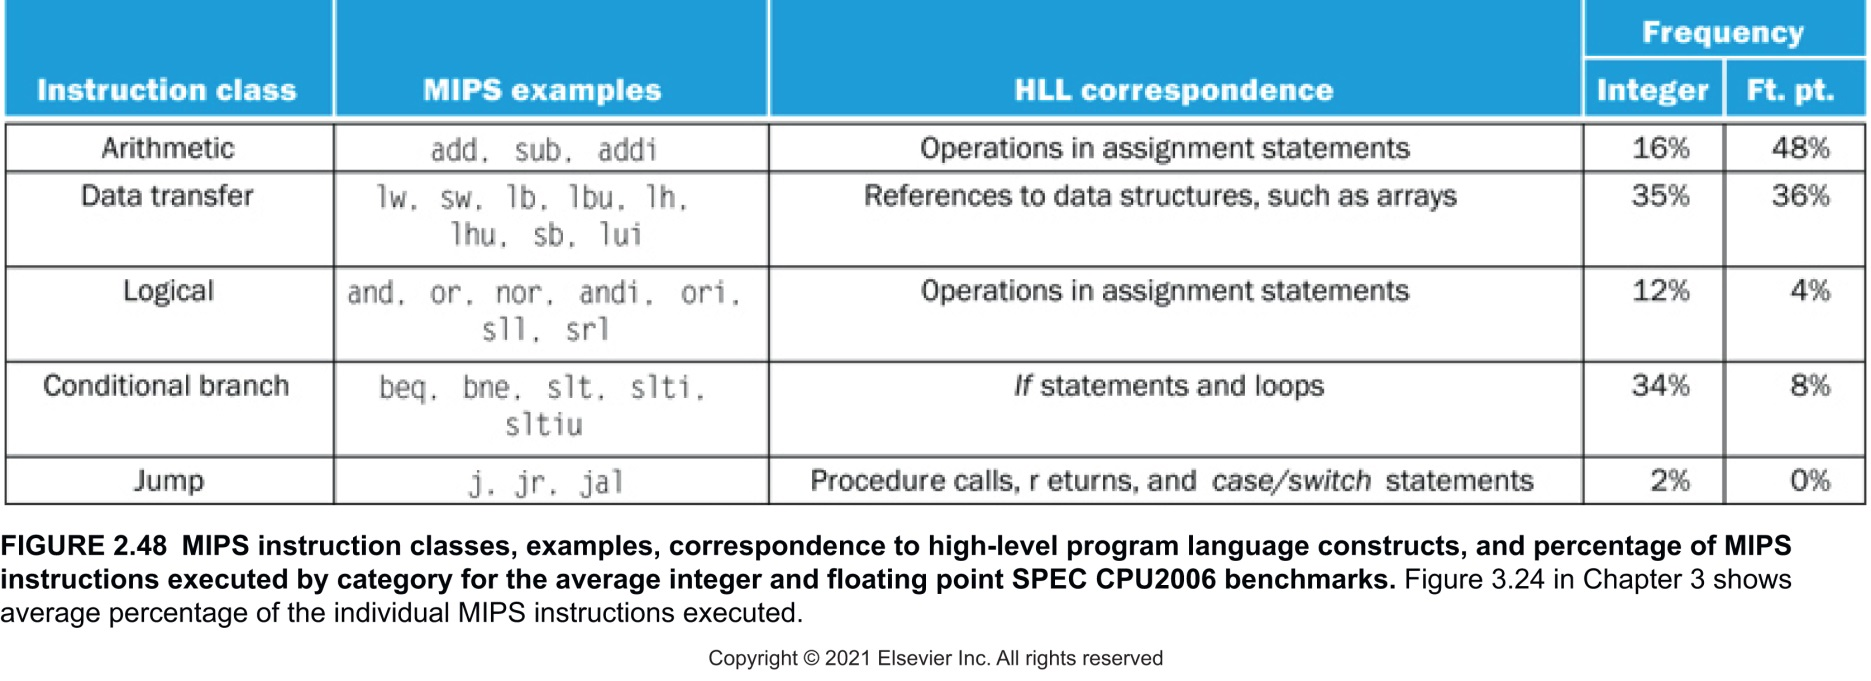 Frequency
Instruction class MIPS examples HLL correspondence Integer Ft. pt.
Arithmetic add, sub, addi Operations in assignment statements 16% 48%
Data transfer lw, sw, lb, lbu, lh, References to data structures, such as arrays 35% 36%
lhu, sb, lui
Logical and, or, nor, andi, ori, Operations in assignment statements 12% 4%
sll, srl
Conditional branch beq, bne, slt, slti, If statements and loops 34% 8%
sltiu
Jump j, jr, jal Procedure calls, r eturns, and case/switch statements 2% 0%
FIGURE 2.48 MIPS instruction classes, examples, correspondence to high-level program language constructs, and percentage of MIPS
instructions executed by category for the average integer and floating point SPEC CPU2006 benchmarks. Figure 3.24 in Chapter 3 shows
average percentage of the individual MIPS instructions executed.
Copyright © 2021 Elsevier Inc. All rights reserved